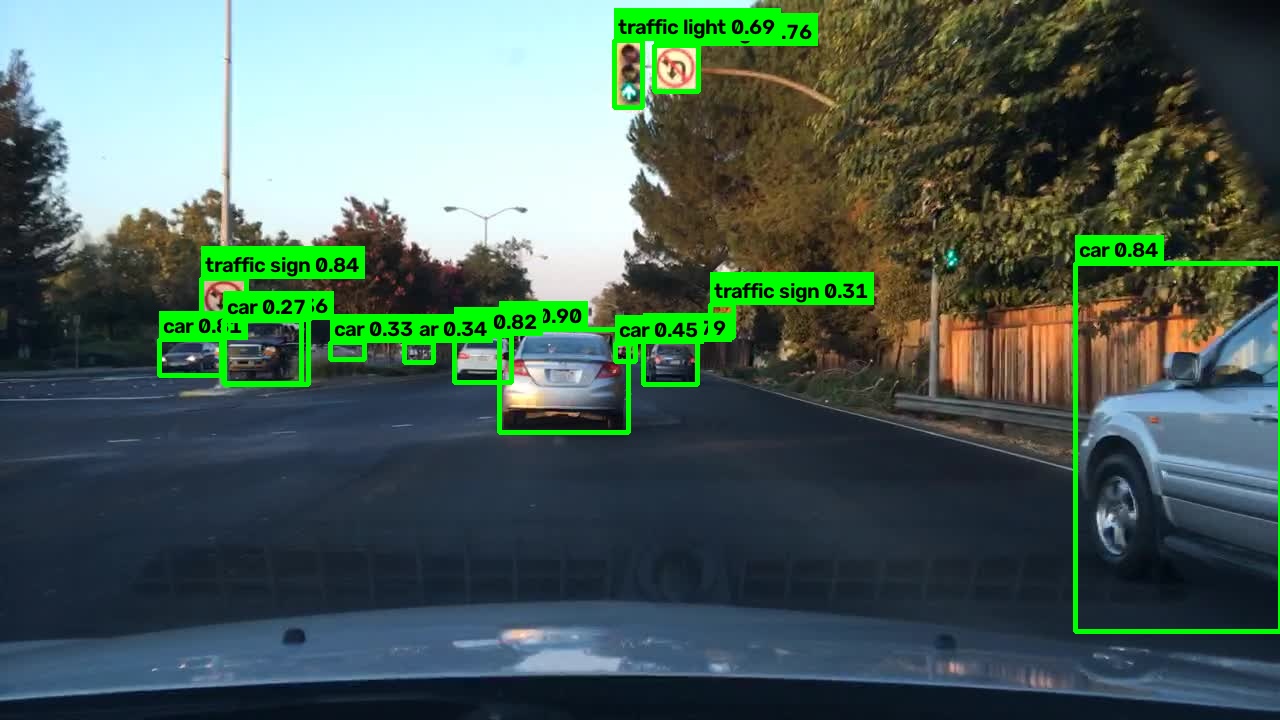 traffic light 0.69
.76
traffic sign 0.84
car 0.84
traffic sign 0.31
car 0.27
car 0.81
car 0.33
ar 0.34
0.82
0.90
car 0.45